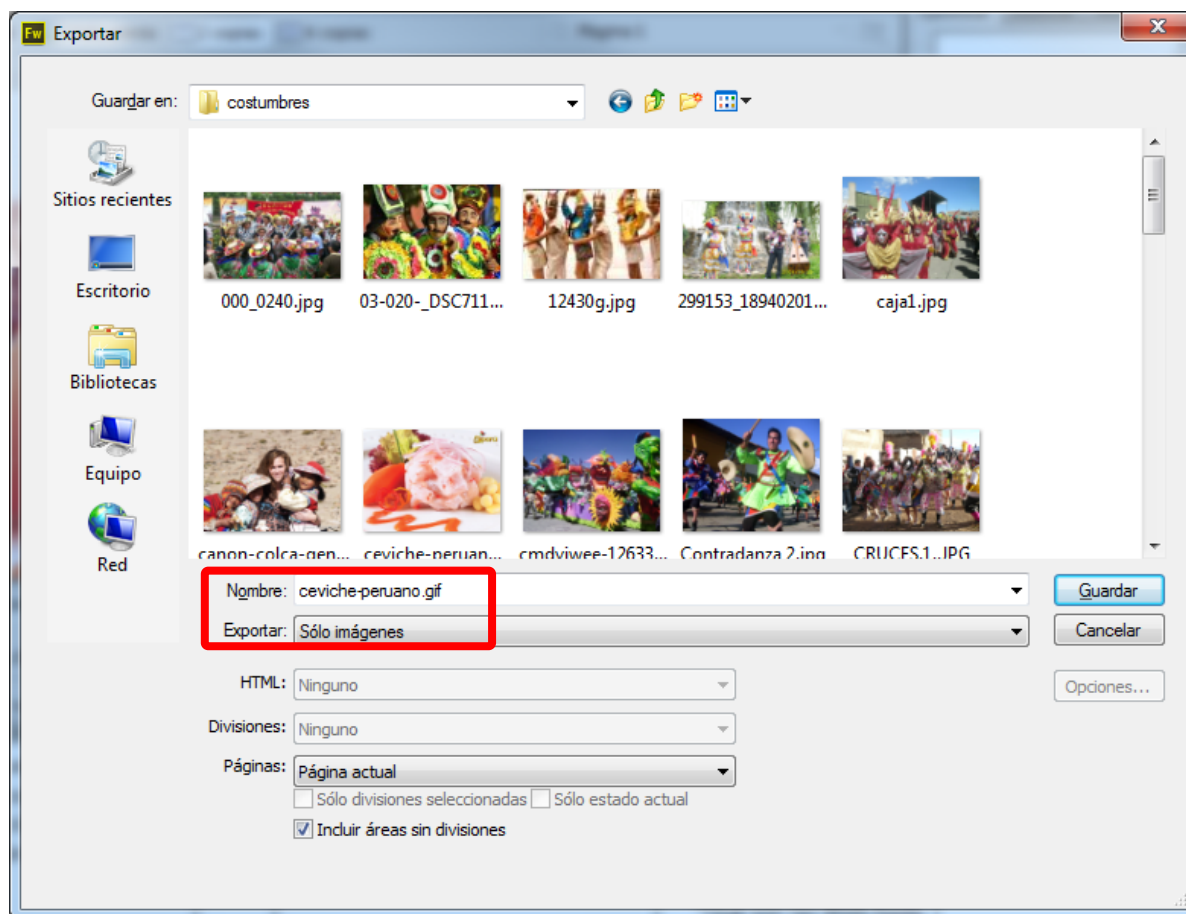 Fw Exportar
Guardar en: costumbres
Sitios recientes
Escritorio
Bibliotecas
Equipo
Red
000_0240.jpg 03-020-_DSC711... 12430g.jpg 299153_18940201... caja1.jpg
canon-colca-gen... ceviche-peruan... cmdviwee-12633... Contradanza 2.jpg CRUCES.1..JPG
Nombre: ceviche-peruano.gif Guardar
Exportar: Sólo imágenes Cancelar
HTML: Ninguno Opciones...
Divisiones: Ninguno
Páginas: Página actual
Sólo divisiones seleccionadas Sólo estado actual
Incluir áreas sin divisiones